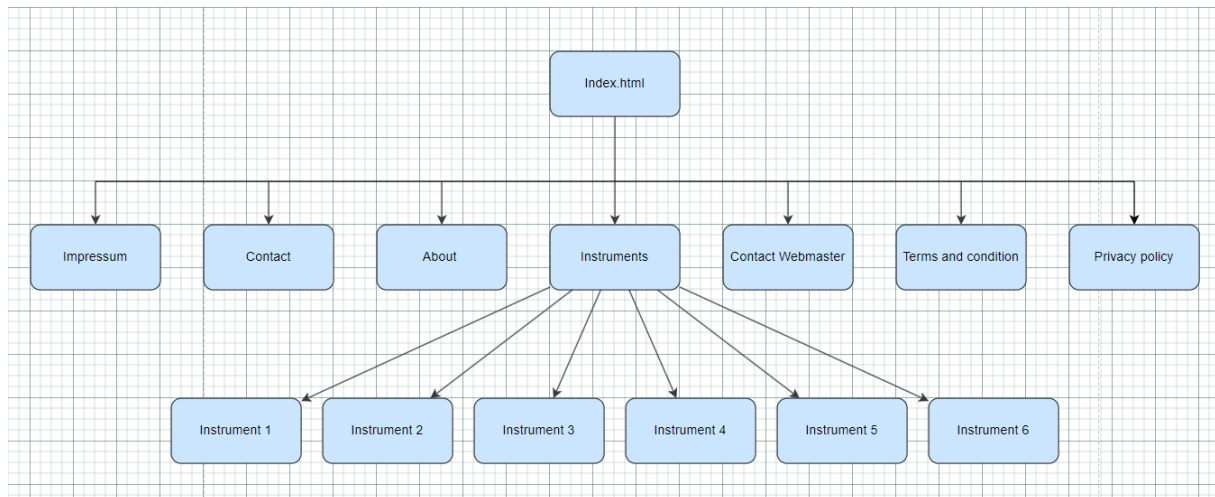 Index.html
Impressum
Contact
About
Instruments
Contact Webmaster
Terms and condition
Privacy policy
Instrument 1
Instrument 2
Instrument 3
Instrument 4
Instrument 5
Instrument 6